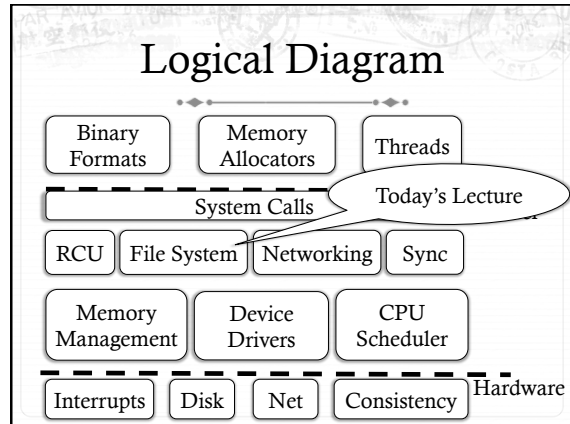 Logical Diagram
Binary
Formats
Memory
Allocators
Threads
Today's Lecture
System Calls
RCU
File System
Networking
Sync
Memory
Management
Device
Drivers
CPU
Scheduler
Hardware
Interrupts
Disk
Net
Consistency